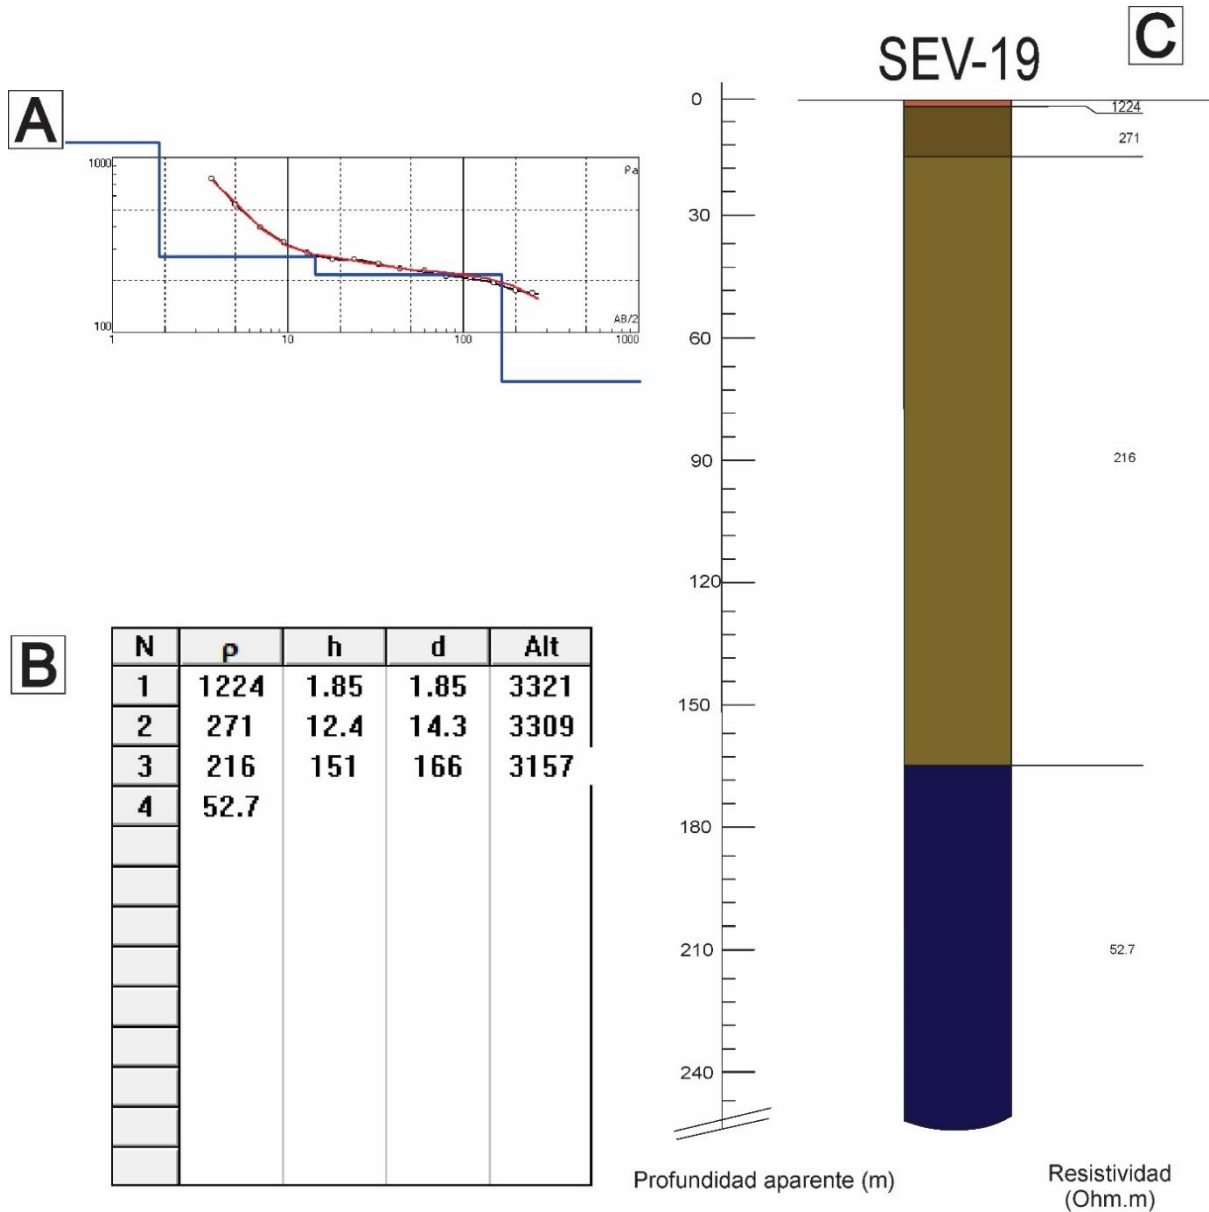 A
1000
Pa
100
AB/2
1
10
100
1000
B
N ρ h d Alt
1 1224 1.85 1.85 3321
2 271 12.4 14.3 3309
3 216 151 166 3157
4 52.7
C
SEV-19
0
30
60
90
120
150
180
210
240
1224
271
216
52.7
Profundidad aparente (m)
Resistividad
(Ohm.m)